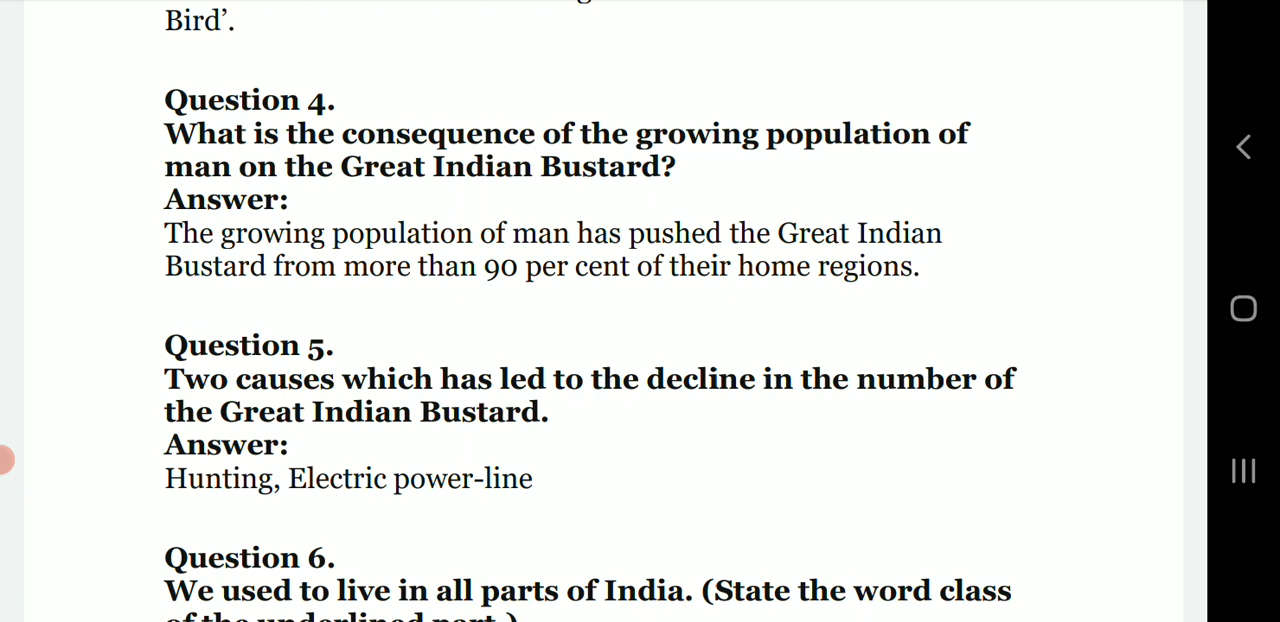 Bird’.
Question 4.
What is the consequence of the growing population of
man on the Great Indian Bustard?
Answer:
The growing population of man has pushed the Great Indian
Bustard from more than 90 per cent of their home regions.
Question 5.
Two causes which has led to the decline in the number of
the Great Indian Bustard.
Answer:
Hunting, Electric power-line
Question 6.
We used to live in all parts of India. (State the word class
of the underlined part.)